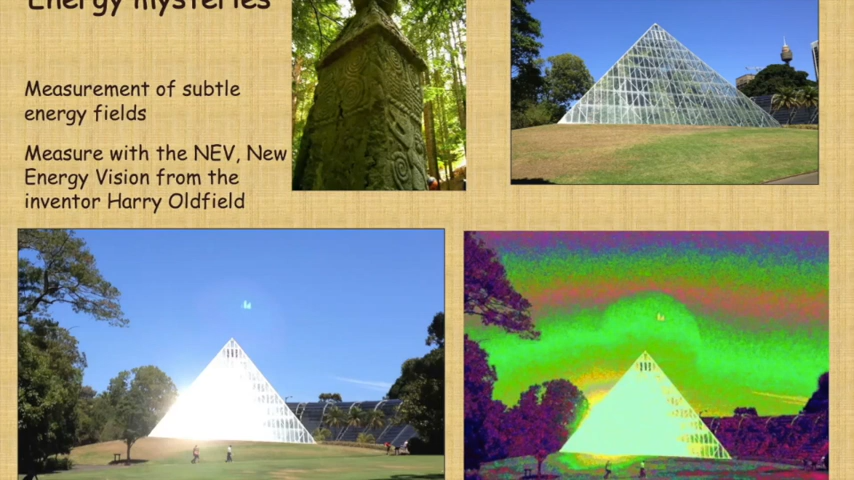 Energy mysteries
Measurement of subtle
energy fields
Measure with the NEV, New
Energy Vision from the
inventor Harry Oldfield